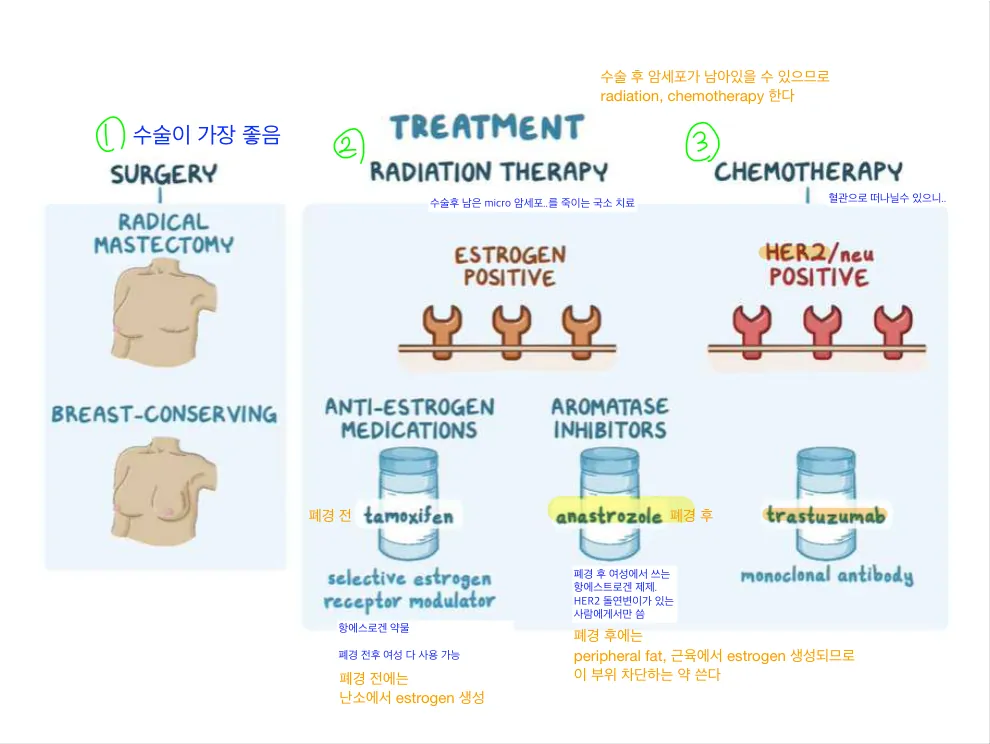 수술 후 암세포가 남아있을 수 있으므로
radiation, chemotherapy 한다
TREATMENT
① 수술이 가장 좋음
SURGERY
RADICAL
MASTECTOMY
BREAST-CONSERVING
②
RADIATION THERAPY
수술후 남은 micro 암세포..를 죽이는 국소 치료
ESTROGEN
POSITIVE
ANTI-ESTROGEN
MEDICATIONS
폐경 전 tamoxifen
selective estrogen
receptor modulator
항에스로겐 약물
폐경 전후 여성 다 사용 가능
폐경 전에는
난소에서 estrogen 생성
AROMATASE
INHIBITORS
anastrozole 폐경 후
폐경 후 여성에서 쓰는
항에스트로겐 제제.
HER2 돌연변이가 있는
사람에게서만 씀
폐경 후에는
peripheral fat, 근육에서 estrogen 생성되므로
이 부위 차단하는 약 쓴다
③
CHEMOTHERAPY
혈관으로 떠나닐수 있으니..
HER2/neu
POSITIVE
trastuzumab
monoclonal antibody